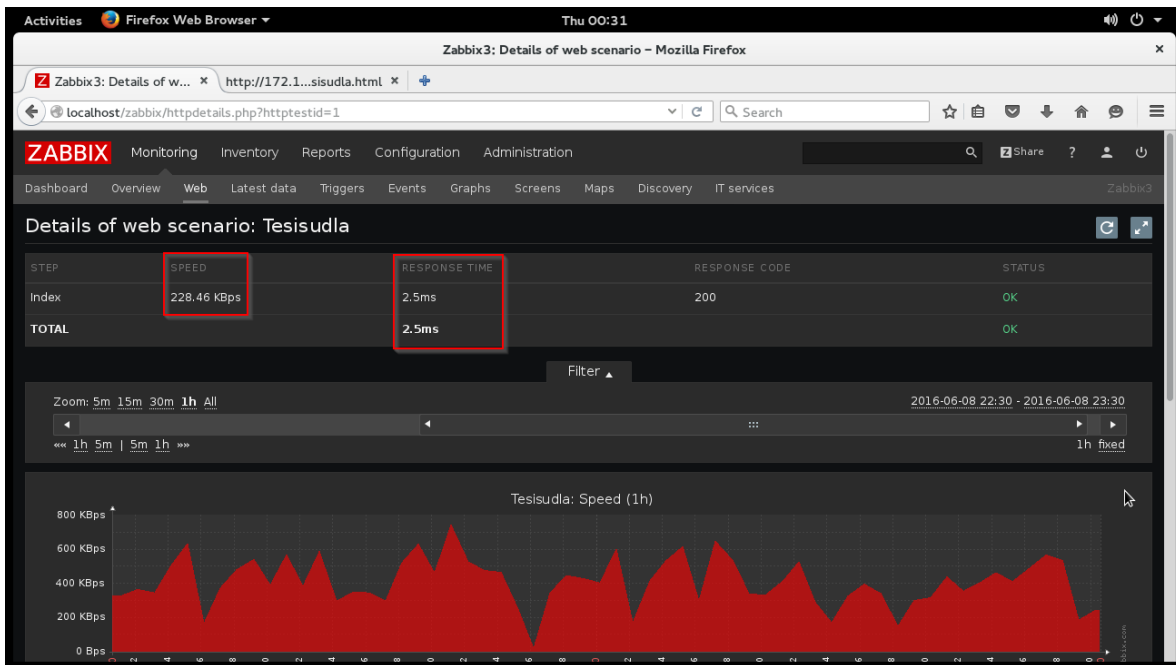 Activities Firefox Web Browser Thu 00:31
Zabbix3: Details of web scenario – Mozilla Firefox
Zabbix3: Details of w... http://172.1...sisudla.html
localhost/zabbix/httpdetails.php?httptestid=1 Search
ZABBIX Monitoring Inventory Reports Configuration Administration Z Share ?
Dashboard Overview Web Latest data Triggers Events Graphs Screens Maps Discovery IT services Zabbix3
Details of web scenario: Tesisudla
STEP SPEED RESPONSE TIME RESPONSE CODE STATUS
Index 228.46 KBps 2.5ms 200 OK
TOTAL 2.5ms OK
Filter
Zoom: 5m 15m 30m 1h All 2016-06-08 22:30 - 2016-06-08 23:30
«« 1h 5m | 5m 1h »» 1h fixed
Tesisudla: Speed (1h)
800 KBps
600 KBps
400 KBps
200 KBps
0 Bps